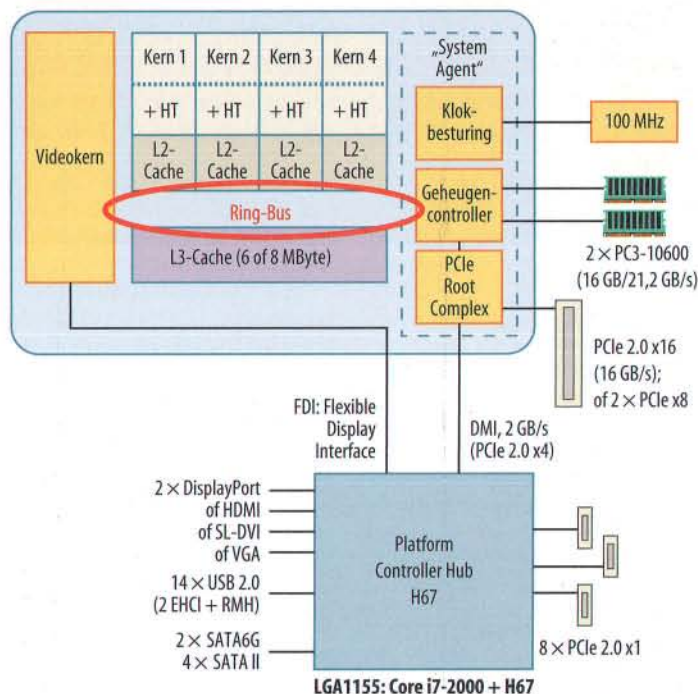 Videokern
Kern 1
Kern 2
Kern 3
Kern 4
+ HT
+ HT
+ HT
+ HT
L2-
Cache
L2-
Cache
L2-
Cache
L2-
Cache
Ring-Bus
L3-Cache (6 of 8 MByte)
„System
Agent“
Klok-
besturing
100 MHz
Geheugen-
controller
2 × PC3-10600
(16 GB/21,2 GB/s)
PCIe
Root
Complex
PCIe 2.0 x16
(16 GB/s);
of 2 × PCIe x8
FDI: Flexible
Display
Interface
DMI, 2 GB/s
(PCIe 2.0 x4)
2 × DisplayPort
of HDMI
of SL-DVI
of VGA
14 × USB 2.0
(2 EHCI + RMH)
2 × SATA6G
4 × SATA II
Platform
Controller Hub
H67
8 × PCIe 2.0 x1
LGA1155: Core i7-2000 + H67